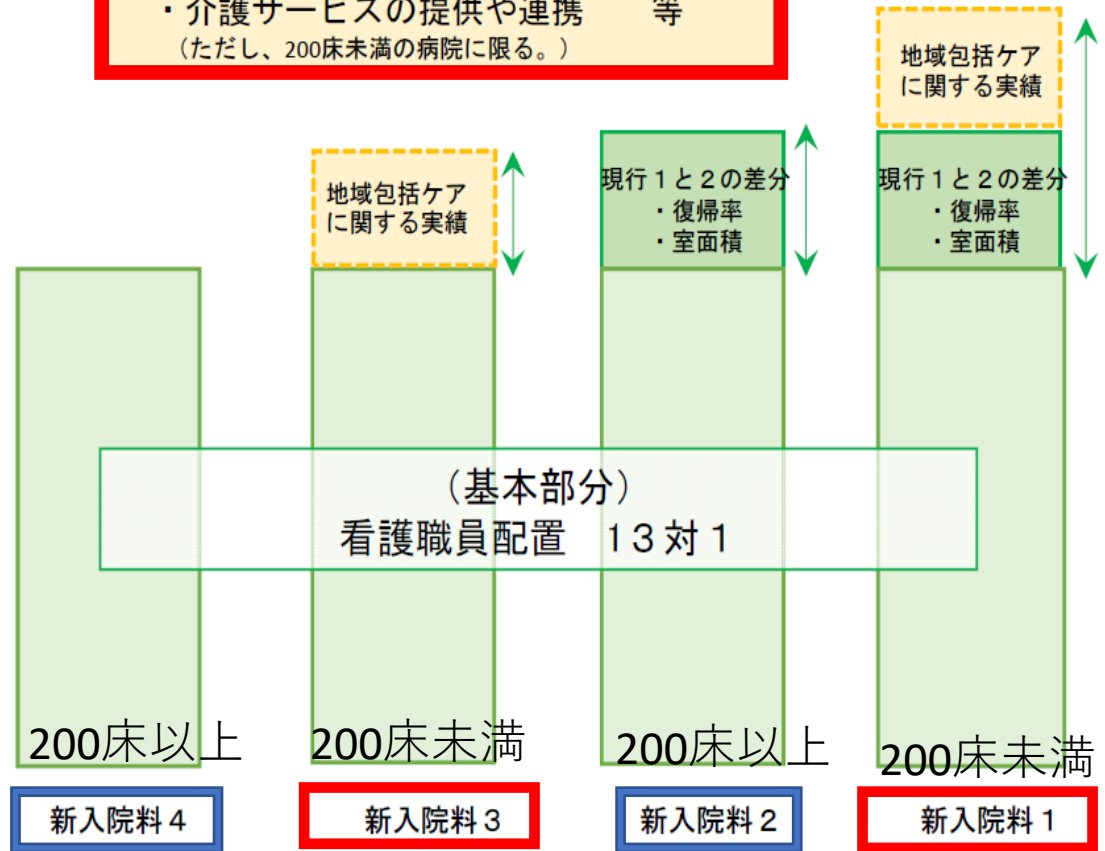 ・介護サービスの提供や連携　　等
（ただし、200床未満の病院に限る。）
地域包括ケア
に関する実績
現行１と２の差分
・復帰率
・室面積
地域包括ケア
に関する実績
現行１と２の差分
・復帰率
・室面積
（基本部分）
看護職員配置　１３対１
200床以上
200床未満
200床以上
200床未満
新入院料４
新入院料３
新入院料２
新入院料１